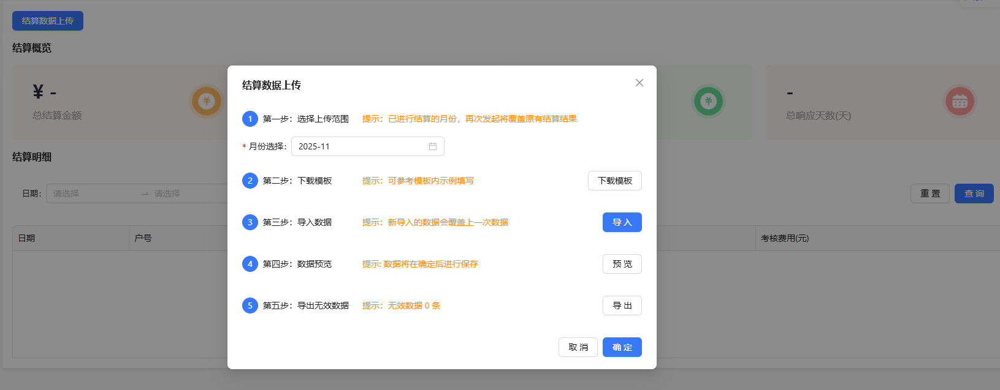 结算数据上传
结算概览
¥ -
总结算金额
¥
¥
-
总响应天数(天)
结算明细
日期：
请选择
请选择
重 置
查 询
日期
户号
考核费用(元)
结算数据上传
1 第一步：选择上传范围 提示：已进行结算的月份，再次发起将覆盖原有结算结果
* 月份选择：2025-11
2 第二步：下载模板 提示：可参考模板内示例填写 下载模板
3 第三步：导入数据 提示：新导入的数据会覆盖上一次数据 导 入
4 第四步：数据预览 提示: 数据将在确定后进行保存 预 览
5 第五步：导出无效数据 提示：无效数据 0 条 导 出
取 消 确 定